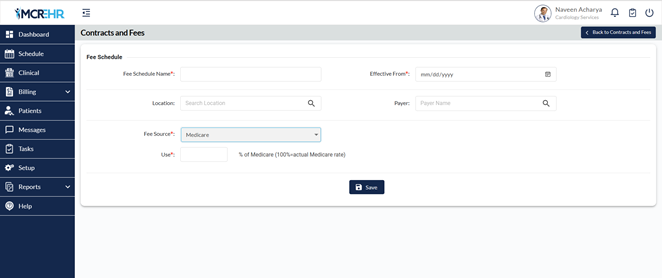 MCREHR
Naveen Acharya
Cardiology Services
Dashboard
Schedule
Clinical
Billing
Patients
Messages
Tasks
Setup
Reports
Help
Contracts and Fees
Back to Contracts and Fees
Fee Schedule
Fee Schedule Name*:
Effective From*: mm/dd/yyyy
Location: Search Location
Payer: Payer Name
Fee Source*: Medicare
Use*: % of Medicare (100%=actual Medicare rate)
Save